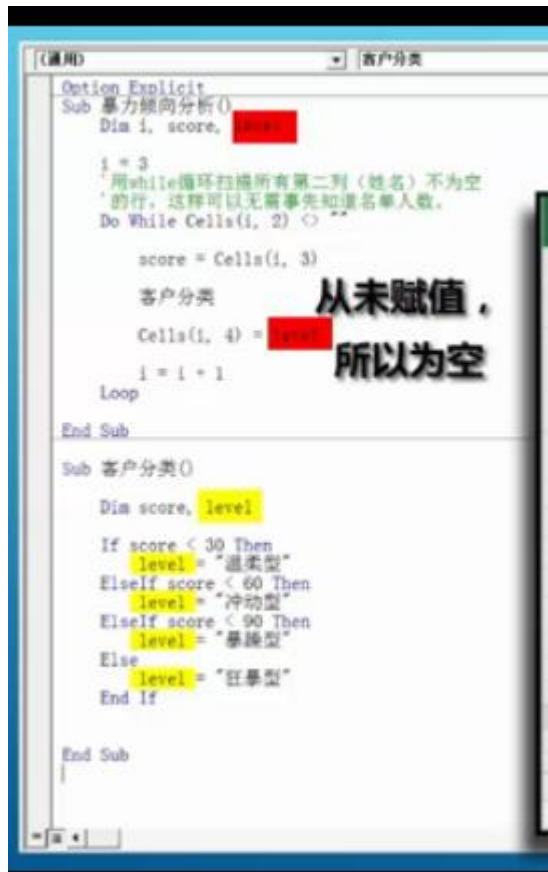 (通用)
客户分类
Option Explicit
Sub 暴力倾向分析()
Dim i, score, level
i = 3
'用while循环扫描所有第二列（姓名）不为空
'的行。这样可以无需事先知道名单人数。
Do While Cells(i, 2) <> ""
score = Cells(i, 3)
客户分类
Cells(i, 4) = level
i = i + 1
Loop
End Sub
从未赋值，
所以为空
Sub 客户分类()
Dim score, level
If score < 30 Then
level = "温柔型"
ElseIf score < 60 Then
level = "冲动型"
ElseIf score < 90 Then
level = "暴躁型"
Else
level = "狂暴型"
End If
End Sub